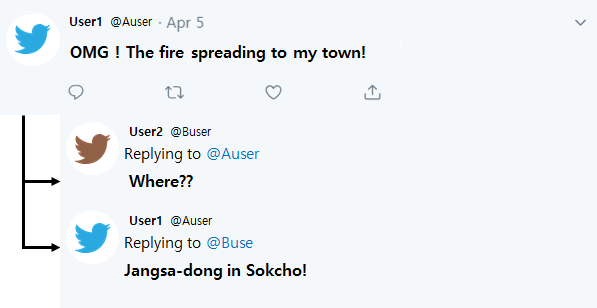 User1 @Auser · Apr 5
OMG ! The fire spreading to my town!
User2 @Buser
Replying to @Auser
Where??
User1 @Auser
Replying to @Buse
Jangsa-dong in Sokcho!